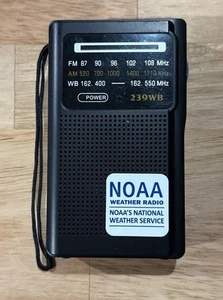 FM 87 90 96 102 108 MHz
AM 520 700 1000 1400 1710 KHz
WB 162.400 — 162.550 MHz
POWER
239WB
NOAA
WEATHER RADIO
NOAA'S NATIONAL
WEATHER SERVICE